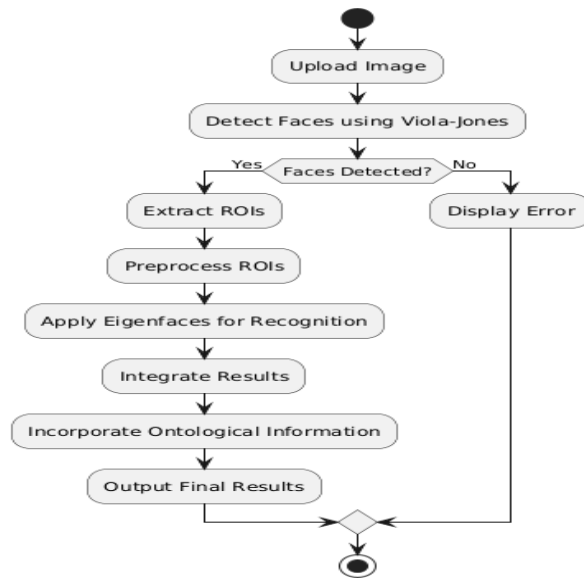 Upload Image
Detect Faces using Viola-Jones
Yes
Faces Detected?
No
Extract ROIs
Display Error
Preprocess ROIs
Apply Eigenfaces for Recognition
Integrate Results
Incorporate Ontological Information
Output Final Results